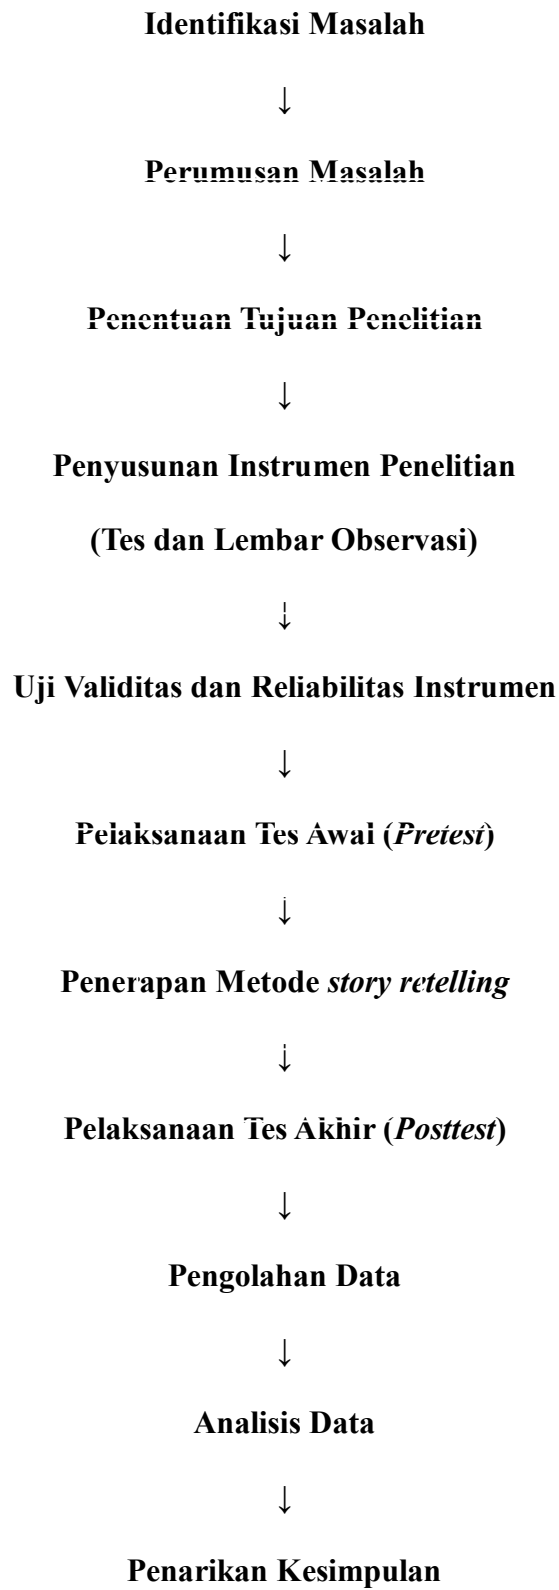 Identifikasi Masalah
↓
Perumusan Masalah
↓
Penentuan Tujuan Penelitian
↓
Penyusunan Instrumen Penelitian
(Tes dan Lembar Observasi)
↓
Uji Validitas dan Reliabilitas Instrumen
↓
Pelaksanaan Tes Awal (Pretest)
↓
Penerapan Metode story retelling
↓
Pelaksanaan Tes Akhir (Posttest)
↓
Pengolahan Data
↓
Analisis Data
↓
Penarikan Kesimpulan